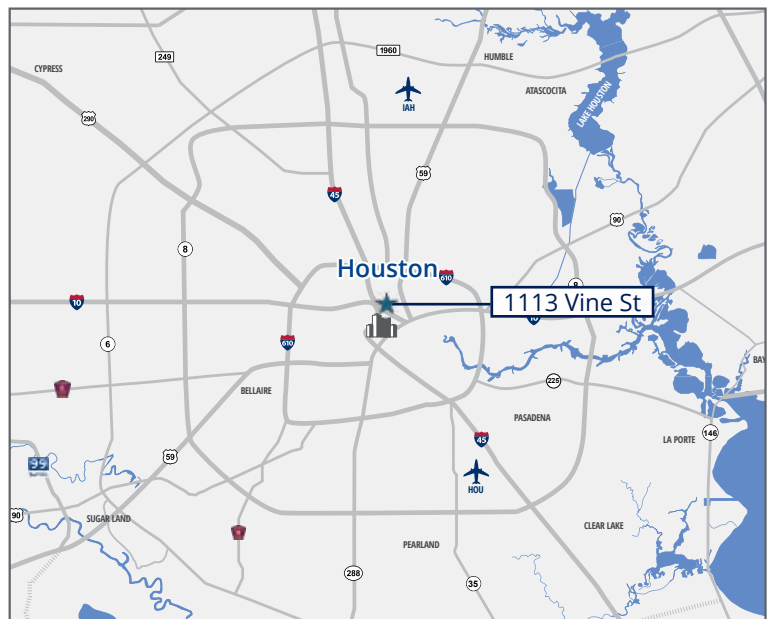 1960
249
HUMBLE
CYPRESS
ATASCOCITA
LAKE HOUSTON
IAH
290
59
45
90
8
Houston
610
8
10
1113 Vine St
10
610
6
BAY
225
BELLAIRE
PASADENA
146
45
LA PORTE
59
99
HOU
90
SUGAR LAND
CLEAR LAKE
PEARLAND
288
35